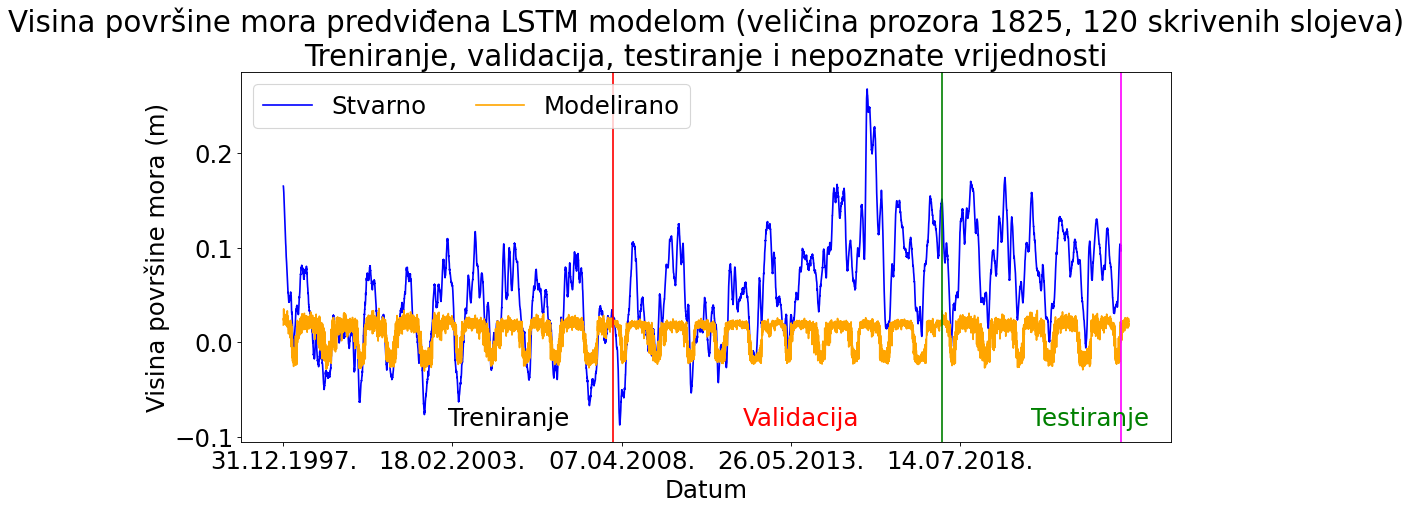 Visina površine mora predviđena LSTM modelom (veličina prozora 1825, 120 skrivenih slojeva)
Treniranje, validacija, testiranje i nepoznate vrijednosti
Stvarno
Modelirano
Visina površine mora (m)
0.2
0.1
0.0
−0.1
Treniranje
Validacija
Testiranje
31.12.1997.
18.02.2003.
07.04.2008.
26.05.2013.
14.07.2018.
Datum